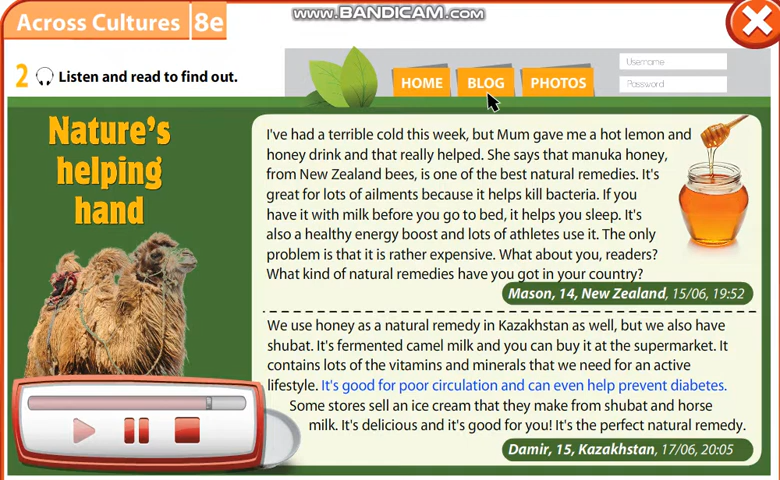 www.BANDICAM.com
Across Cultures 8e
2 Listen and read to find out.
HOME BLOG PHOTOS
Username
Password
Nature's
helping
hand
I've had a terrible cold this week, but Mum gave me a hot lemon and
honey drink and that really helped. She says that manuka honey,
from New Zealand bees, is one of the best natural remedies. It's
great for lots of ailments because it helps kill bacteria. If you
have it with milk before you go to bed, it helps you sleep. It's
also a healthy energy boost and lots of athletes use it. The only
problem is that it is rather expensive. What about you, readers?
What kind of natural remedies have you got in your country?
Mason, 14, New Zealand, 15/06, 19:52
We use honey as a natural remedy in Kazakhstan as well, but we also have
shubat. It's fermented camel milk and you can buy it at the supermarket. It
contains lots of the vitamins and minerals that we need for an active
lifestyle. It's good for poor circulation and can even help prevent diabetes.
Some stores sell an ice cream that they make from shubat and horse
milk. It's delicious and it's good for you! It's the perfect natural remedy.
Damir, 15, Kazakhstan, 17/06, 20:05